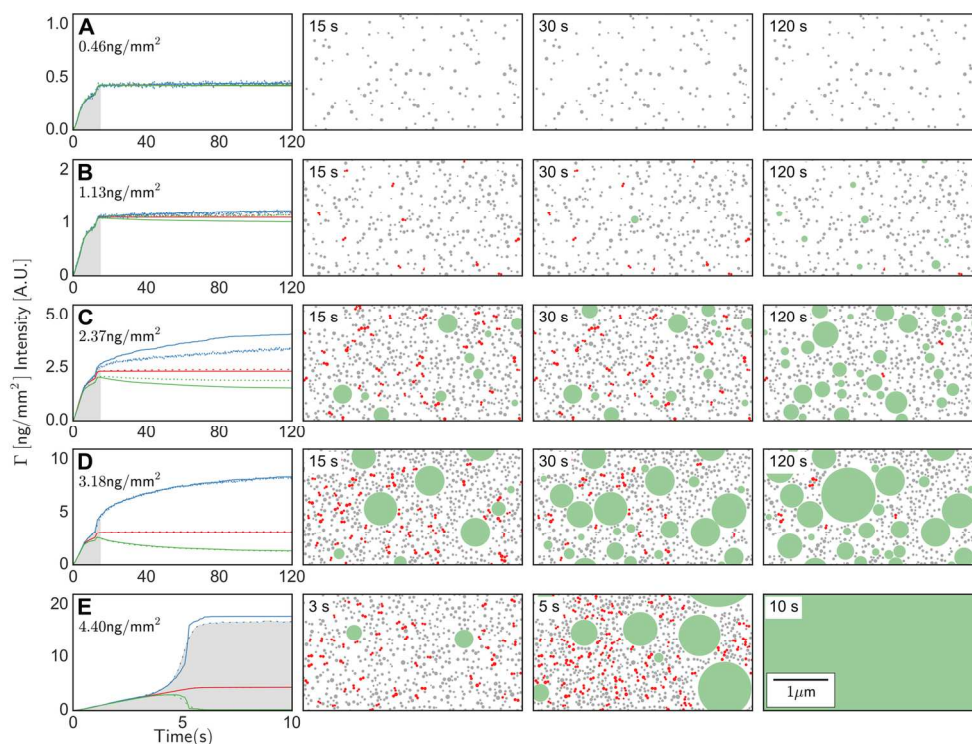 A
0.46ng/mm²
1.0
0.5
0.0
0 40 80 120
15 s
30 s
120 s
B
1.13ng/mm²
2
1
0
0 40 80 120
15 s
30 s
120 s
C
2.37ng/mm²
5.0
2.5
0.0
0 40 80 120
15 s
30 s
120 s
D
3.18ng/mm²
10
5
0
0 40 80 120
15 s
30 s
120 s
E
4.40ng/mm²
20
10
0
0 5 10
3 s
5 s
10 s
1μm
Time(s)
Γ [ng/mm²] Intensity [A.U.]